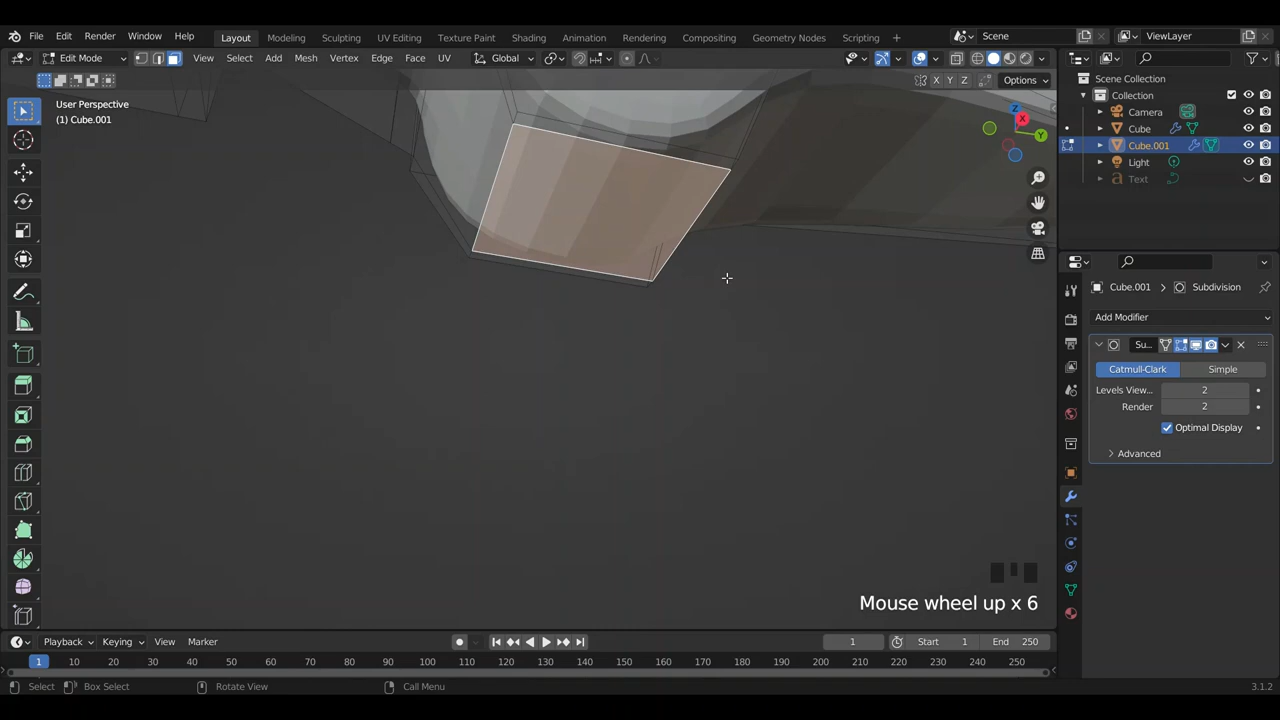 File Edit Render Window Help Layout Modeling Sculpting UV Editing Texture Paint Shading Animation Rendering Compositing Geometry Nodes Scripting + Scene ViewLayer
Edit Mode View Select Add Mesh Vertex Edge Face UV Global
X Y Z Options
User Perspective
(1) Cube.001
Z
X
Y
Scene Collection
Collection
Camera
Cube
Cube.001
Light
Text
Cube.001 > Subdivision
Add Modifier
Su...
Catmull-Clark Simple
Levels View... 2
Render 2
Optimal Display
Advanced
Mouse wheel up x 6
Playback Keying View Marker 1 Start 1 End 250
1 10 20 30 40 50 60 70 80 90 100 110 120 130 140 150 160 170 180 190 200 210 220 230 240 250
Select Box Select Rotate View Call Menu 3.1.2